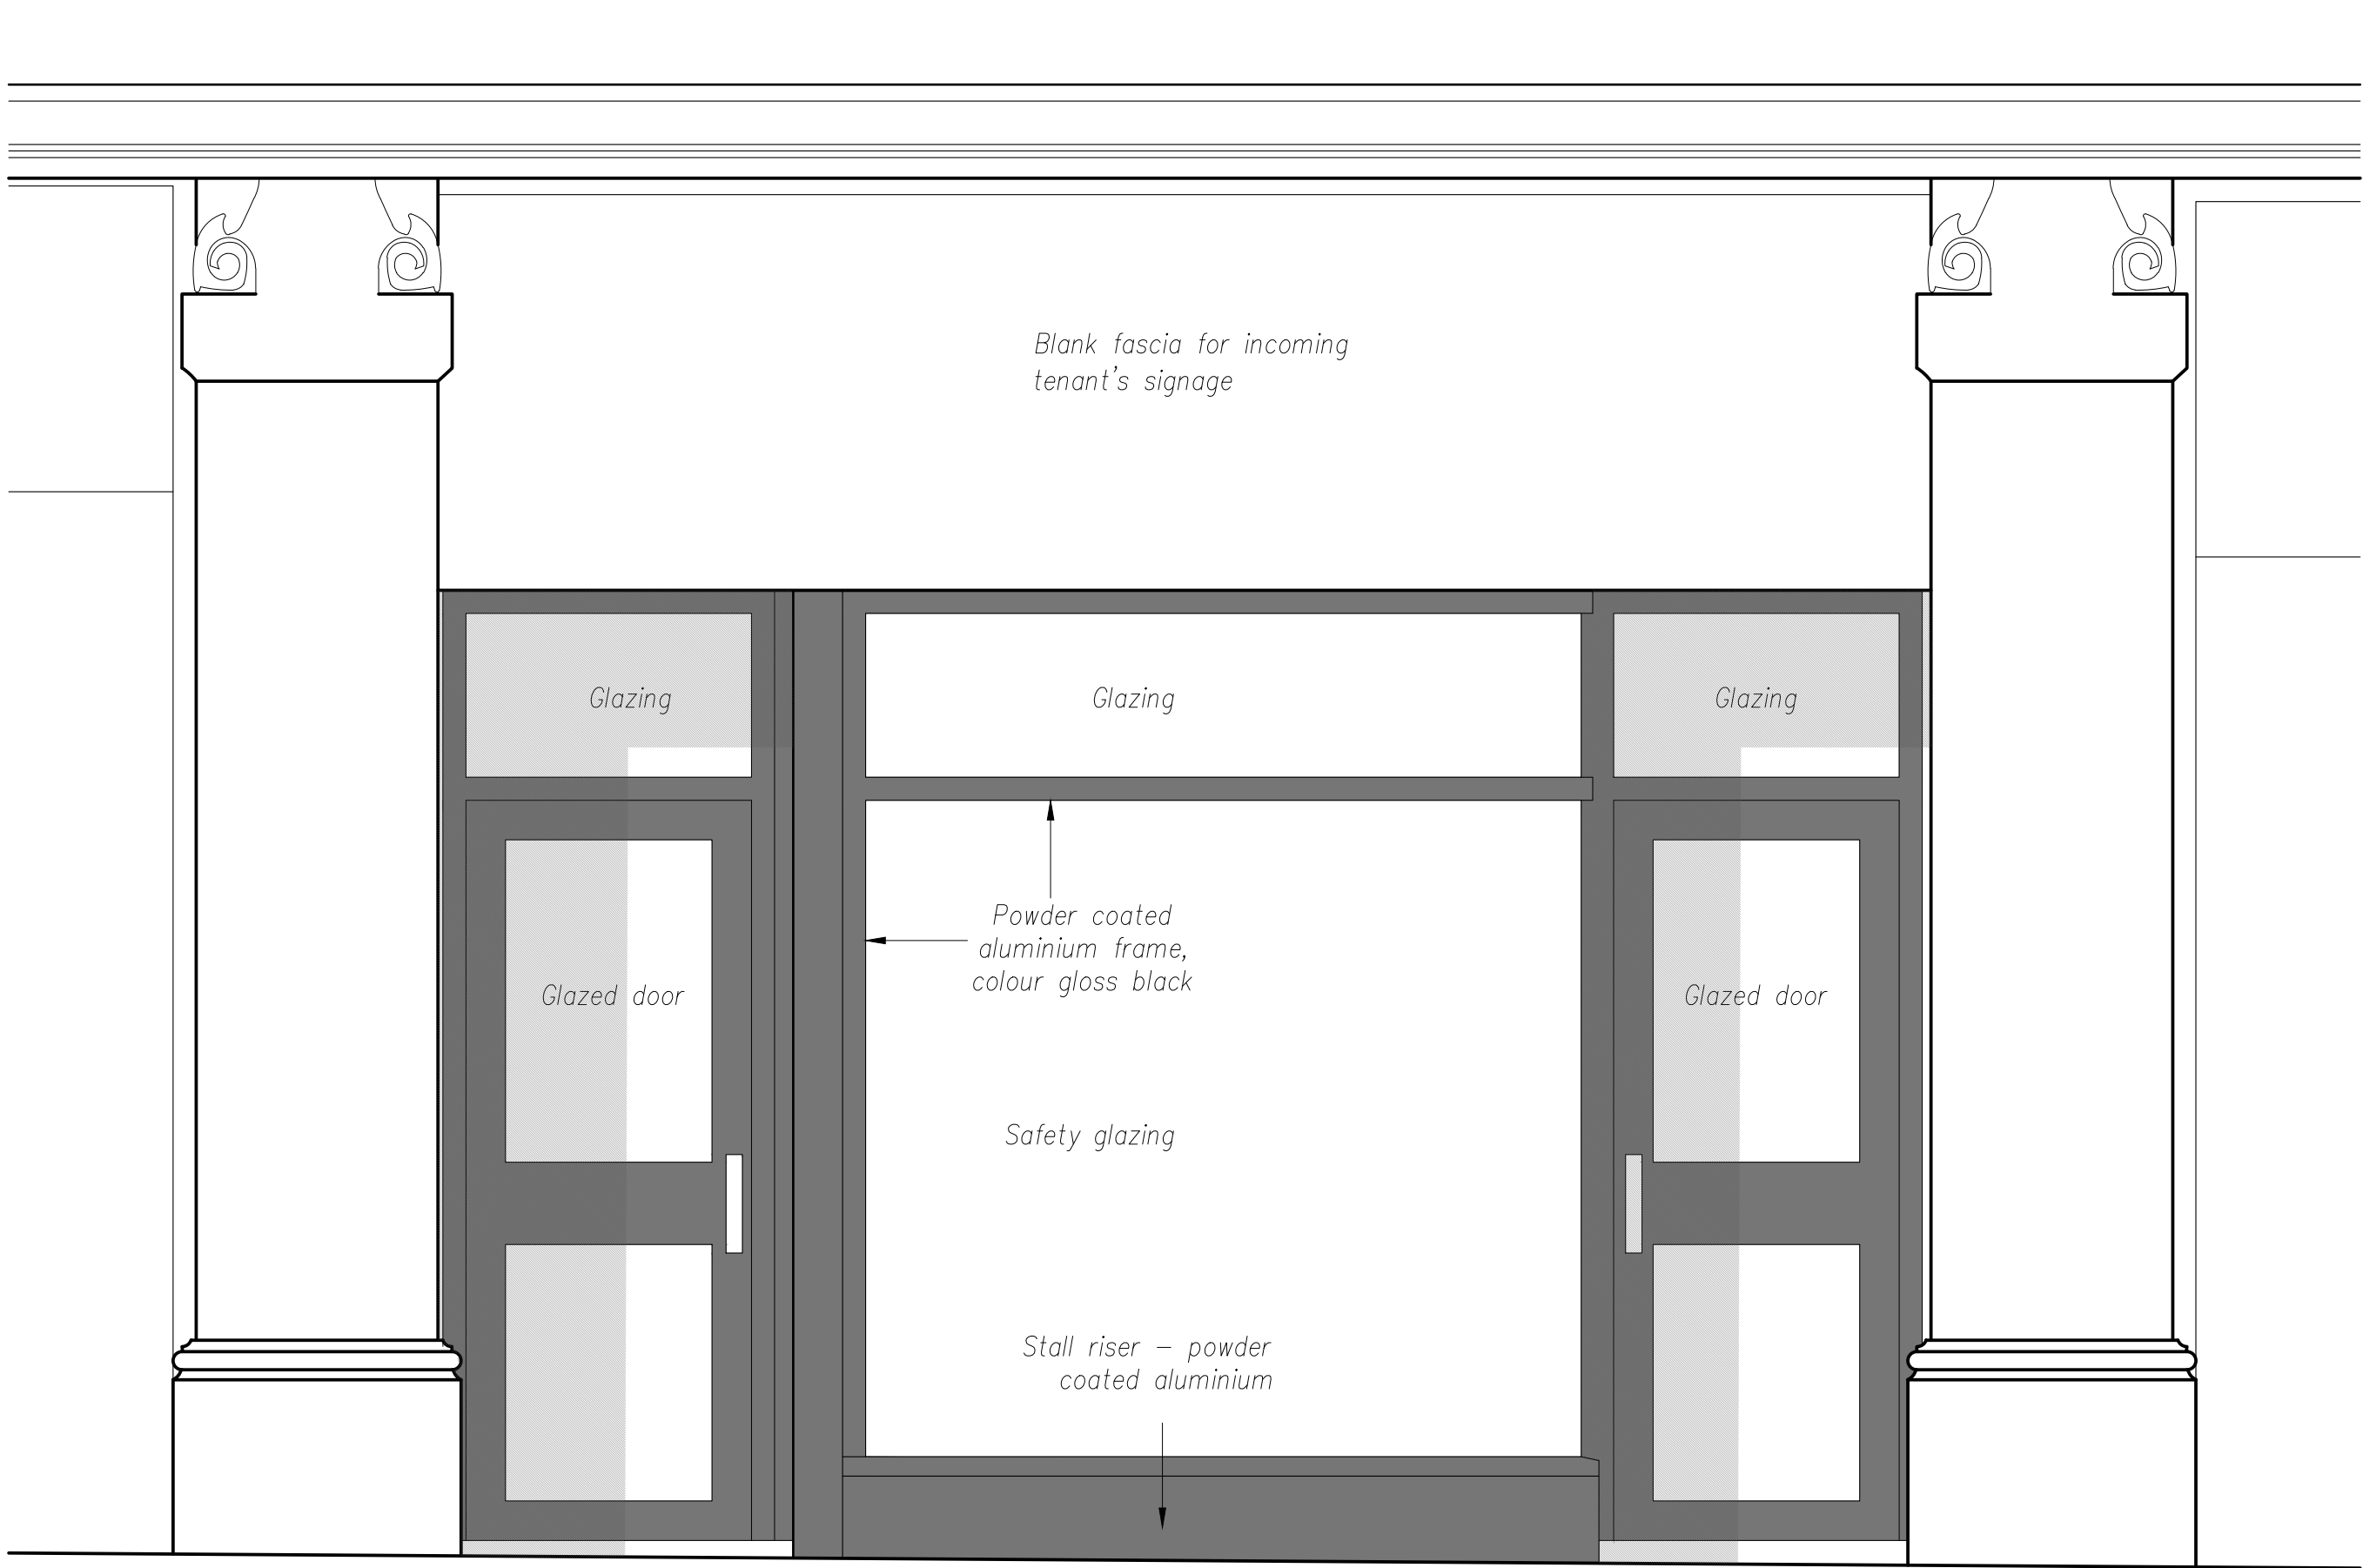 Blank fascia for incoming
tenant's signage
Glazing
Glazing
Glazing
Powder coated
aluminium frame,
colour gloss black
Glazed door
Glazed door
Safety glazing
Stall riser – powder
coated aluminium